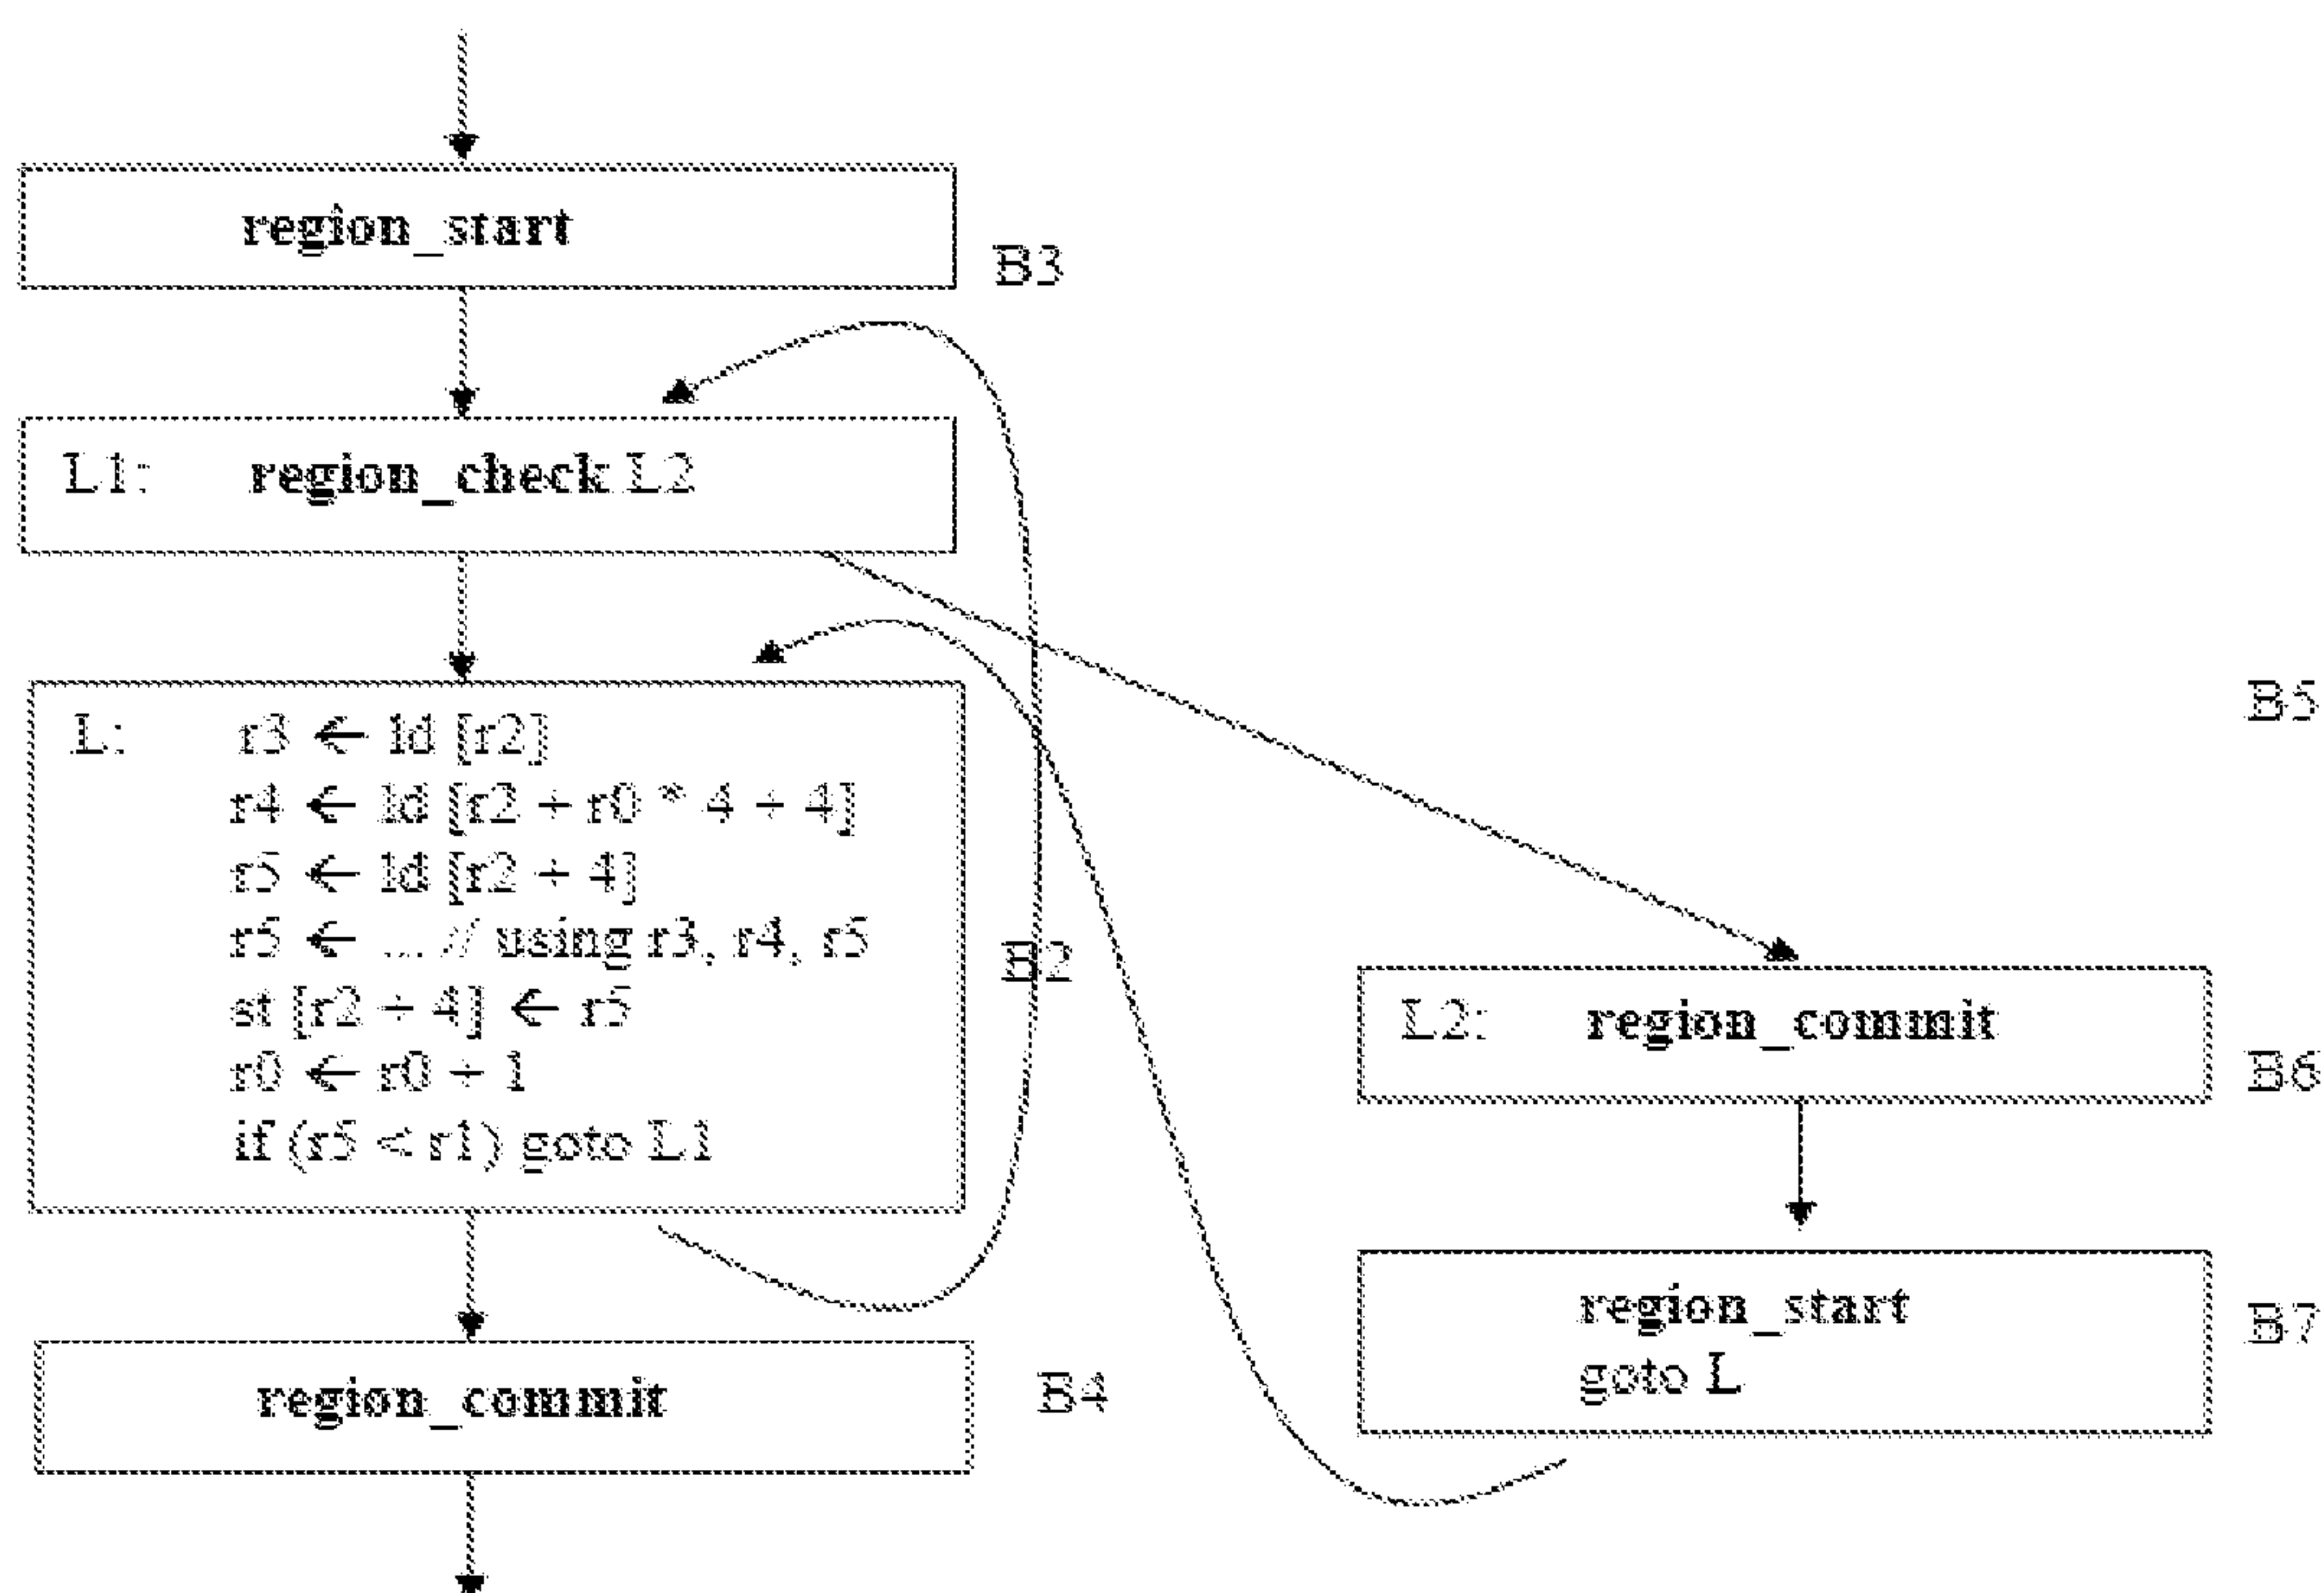 region_start
B3
L1: region_check L2
L: r3 ← ld [r2]
r4 ← ld [r2 + r0 * 4 + 4]
r5 ← ld [r2 + 4]
r5 ← ... // using r3, r4, r5
st [r2 + 4] ← r5
r0 ← r0 + 1
if (r5 < r1) goto L1
B2
region_commit
B4
B5
L2: region_commit
B6
region_start
goto L
B7